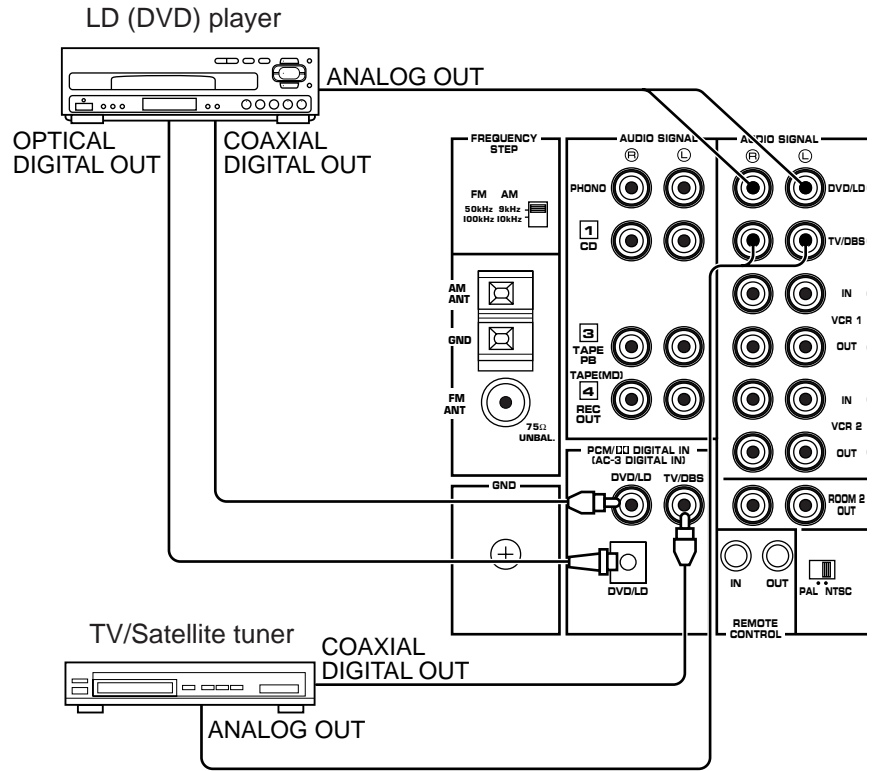 LD (DVD) player
ANALOG OUT
OPTICAL
DIGITAL OUT
COAXIAL
DIGITAL OUT
FREQUENCY
STEP
FM AM
50kHz 9kHz
100kHz 10kHz
AM
ANT
GND
FM
ANT
75Ω
UNBAL.
GND
AUDIO SIGNAL
R L
PHONO
1
CD
3
TAPE
PB
TAPE(MD)
4
REC
OUT
PCM/DD DIGITAL IN
(AC-3 DIGITAL IN)
DVD/LD TV/DBS
DVD/LD
AUDIO SIGNAL
R L
DVD/LD
TV/DBS
IN
VCR 1
OUT
IN
VCR 2
OUT
ROOM 2
OUT
IN OUT
REMOTE
CONTROL
PAL NTSC
TV/Satellite tuner
COAXIAL
DIGITAL OUT
ANALOG OUT